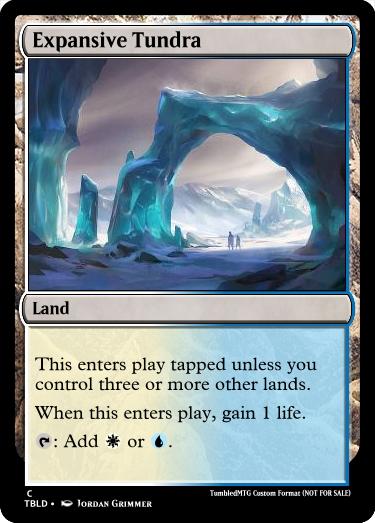 Expansive Tundra
Land
This enters play tapped unless you
control three or more other lands.
When this enters play, gain 1 life.
: Add or .
C
TBLD • Jordan Grimmer
TumbledMTG Custom Format (NOT FOR SALE)